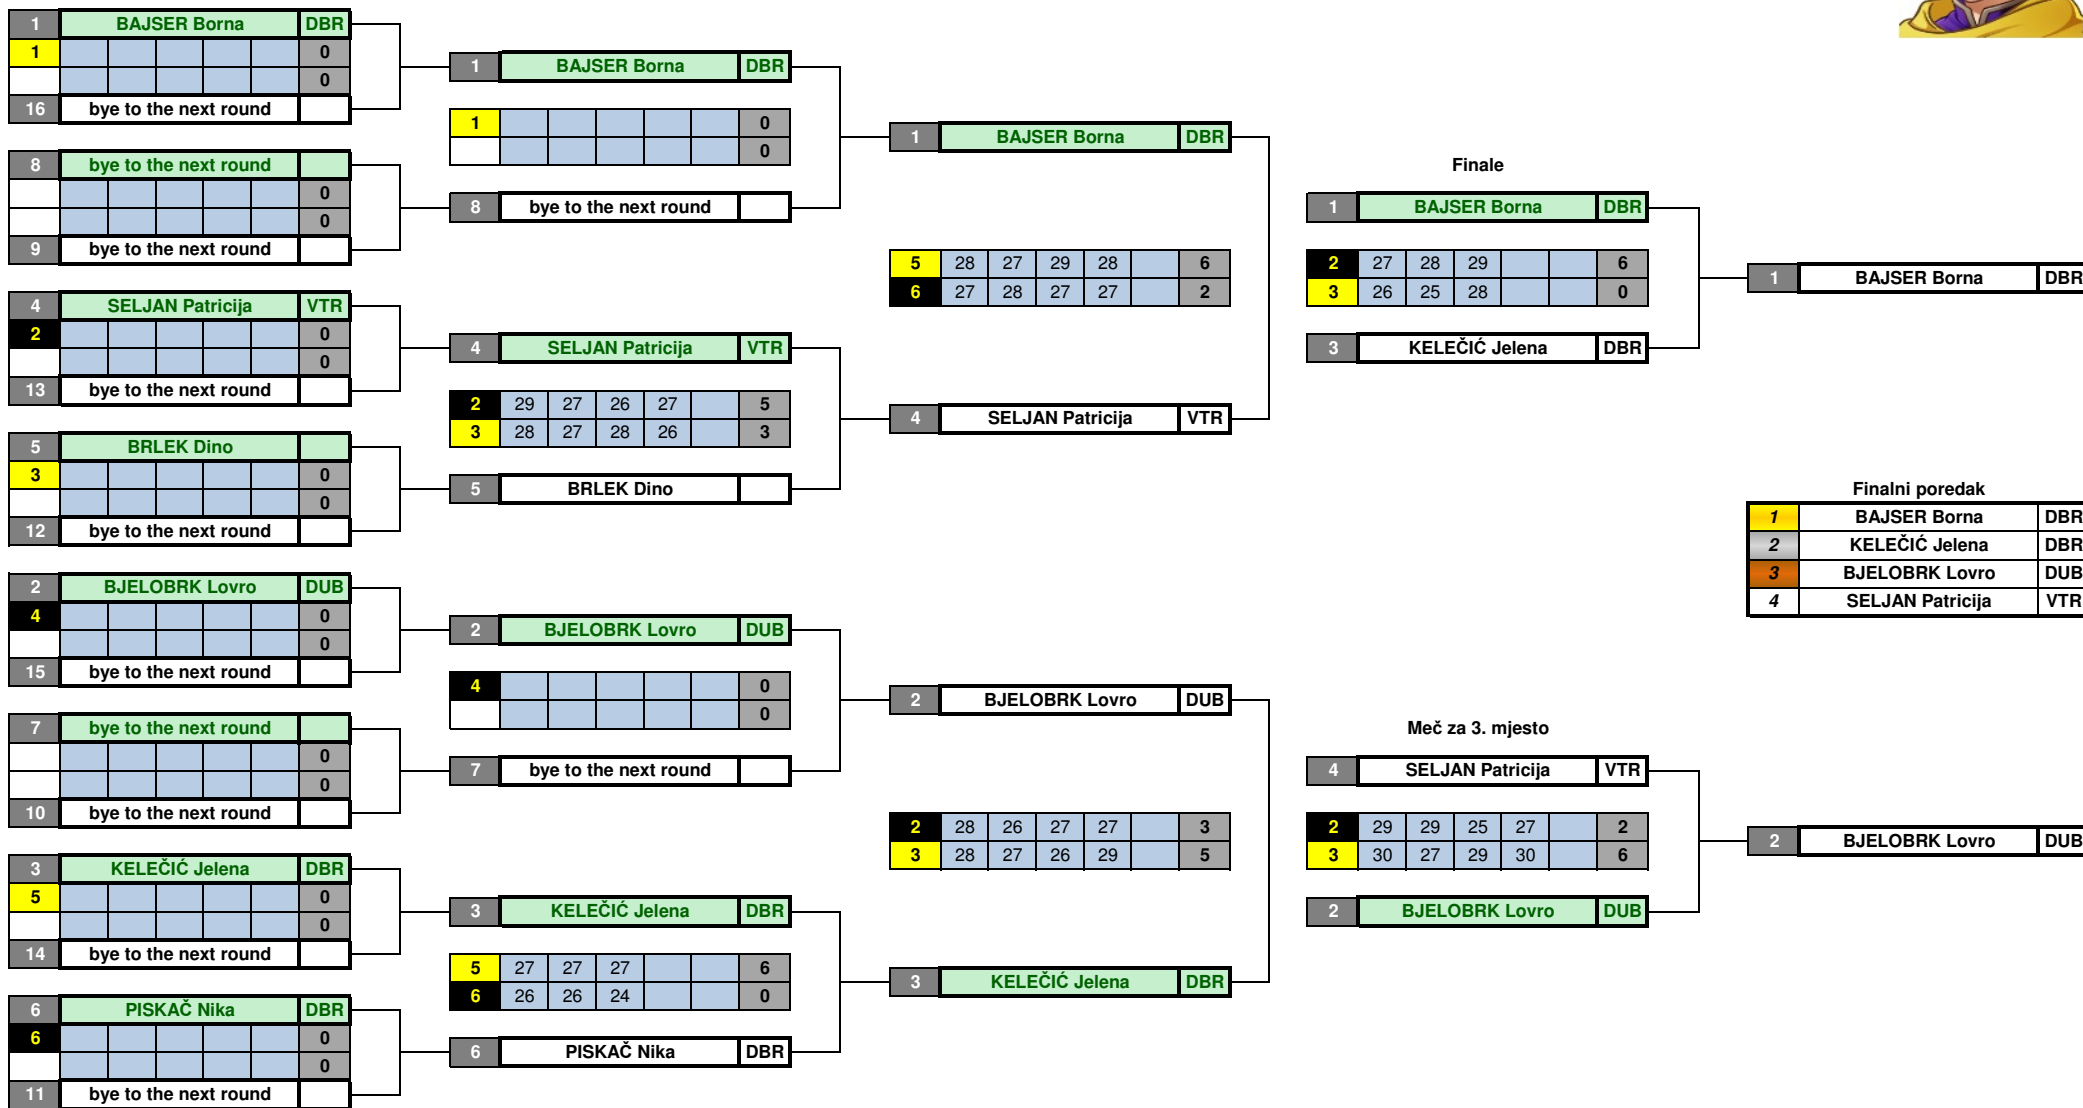 1 BAJSER Borna DBR
1 0
0
16 bye to the next round
8 bye to the next round
0
0
9 bye to the next round
4 SELJAN Patricija VTR
2 0
0
13 bye to the next round
5 BRLEK Dino
3 0
0
12 bye to the next round
2 BJELOBRK Lovro DUB
4 0
0
15 bye to the next round
7 bye to the next round
0
0
10 bye to the next round
3 KELEČIĆ Jelena DBR
5 0
0
14 bye to the next round
6 PISKAČ Nika DBR
6 0
0
11 bye to the next round
1 BAJSER Borna DBR
1 0
0
8 bye to the next round
4 SELJAN Patricija VTR
2 29 27 26 27 5
3 28 27 28 26 3
5 BRLEK Dino
2 BJELOBRK Lovro DUB
4 0
0
7 bye to the next round
3 KELEČIĆ Jelena DBR
5 27 27 27 6
6 26 26 24 0
6 PISKAČ Nika DBR
1 BAJSER Borna DBR
5 28 27 29 28 6
6 27 28 27 27 2
4 SELJAN Patricija VTR
2 BJELOBRK Lovro DUB
2 28 26 27 27 3
3 28 27 26 29 5
3 KELEČIĆ Jelena DBR
Finale
1 BAJSER Borna DBR
2 27 28 29 6
3 26 25 28 0
3 KELEČIĆ Jelena DBR
Meč za 3. mjesto
4 SELJAN Patricija VTR
2 29 29 25 27 2
3 30 27 29 30 6
2 BJELOBRK Lovro DUB
1 BAJSER Borna DBR
Finalni poredak
1 BAJSER Borna DBR
2 KELEČIĆ Jelena DBR
3 BJELOBRK Lovro DUB
4 SELJAN Patricija VTR
2 BJELOBRK Lovro DUB